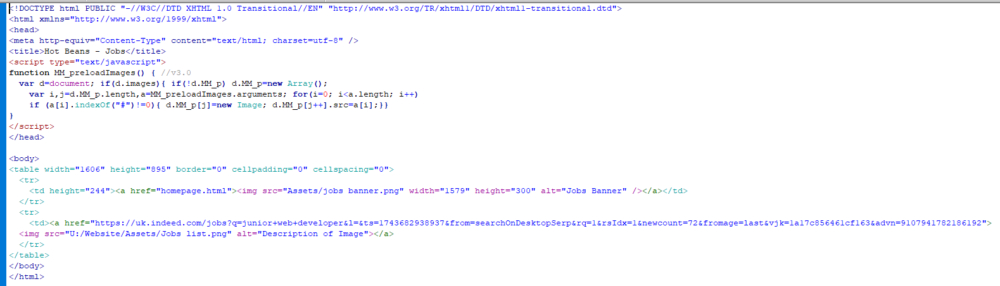 <!DOCTYPE html PUBLIC "-//W3C//DTD XHTML 1.0 Transitional//EN" "http://www.w3.org/TR/xhtml1/DTD/xhtml1-transitional.dtd">
<html xmlns="http://www.w3.org/1999/xhtml">
<head>
<meta http-equiv="Content-Type" content="text/html; charset=utf-8" />
<title>Hot Beans - Jobs</title>
<script type="text/javascript">
function MM_preloadImages() { //v3.0
  var d=document; if(d.images){ if(!d.MM_p) d.MM_p=new Array();
    var i,j=d.MM_p.length,a=MM_preloadImages.arguments; for(i=0; i<a.length; i++)
    if (a[i].indexOf("#")!=0){ d.MM_p[j]=new Image; d.MM_p[j++].src=a[i];}}
}
</script>
</head>

<body>
<table width="1606" height="895" border="0" cellpadding="0" cellspacing="0">
  <tr>
    <td height="244"><a href="homepage.html"><img src="Assets/jobs banner.png" width="1579" height="300" alt="Jobs Banner" /></a></td>
  </tr>
  <tr>
    <td><a href="https://uk.indeed.com/jobs?q=junior+web+developer&l=&ts=1743682938937&from=searchOnDesktopSerp&rq=1&rsIdx=1&newcount=72&fromage=last&vjk=1a17c856461cf163&advn=9107941782186192">
  <img src="U:/Website/Assets/Jobs list.png" alt="Description of Image"></a>
  </tr>
</table>
</body>
</html>